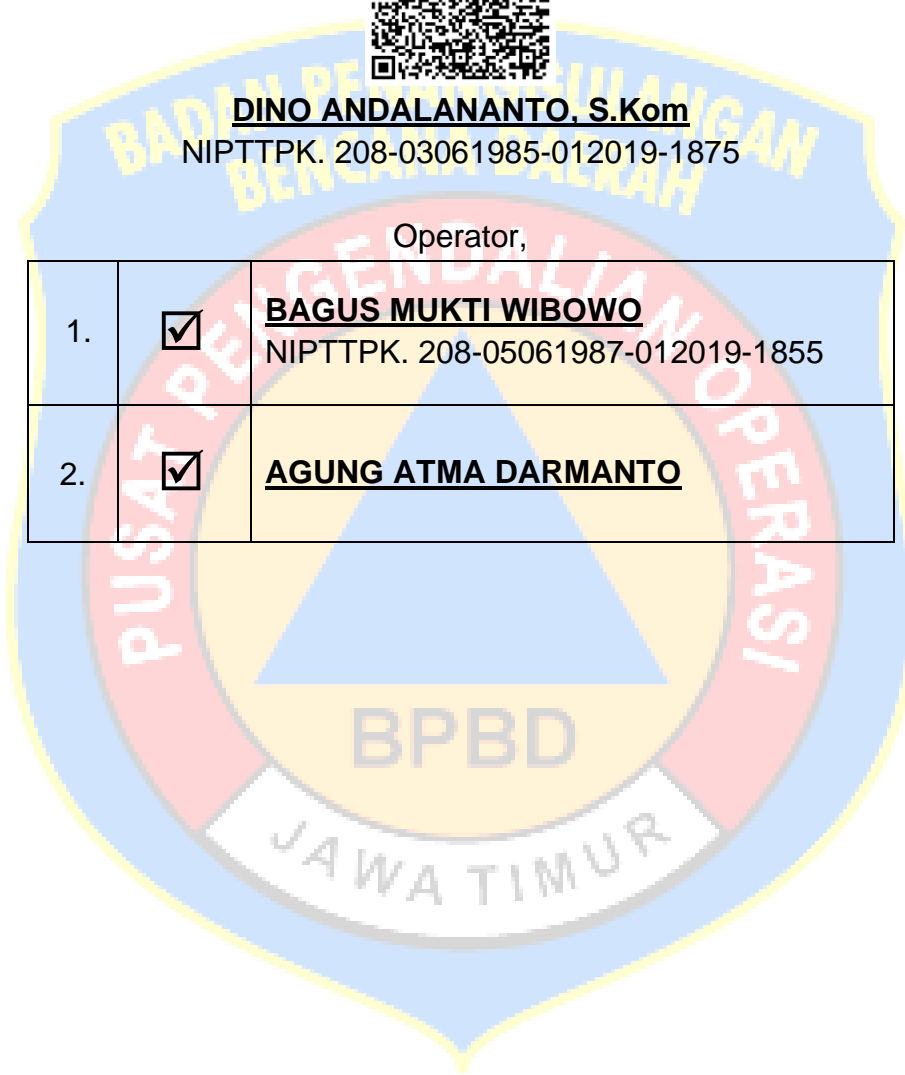 DINO ANDALANANTO, S.Kom
NIPTTPK. 208-03061985-012019-1875
BADAN PENANGGULANGAN
BENCANA DAERAH
Operator,
1. ☑ BAGUS MUKTI WIBOWO
NIPTTPK. 208-05061987-012019-1855
2. ☑ AGUNG ATMA DARMANTO
PUSAT PENGENDALIAN OPERASI
BPBD
JAWA TIMUR